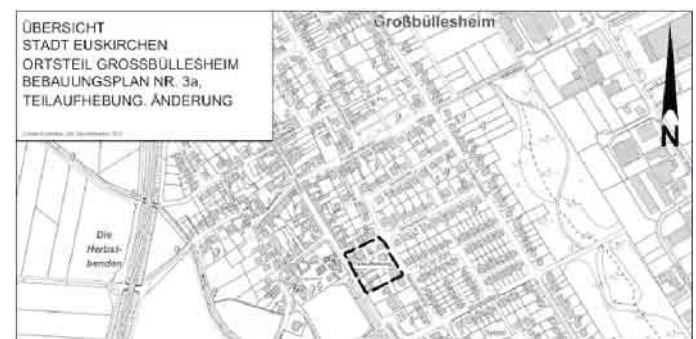 ÜBERSICHT
STADT EUSKIRCHEN
ORTSTEIL GROSSBÜLLESHEIM
BEBAUUNGSPLAN NR. 3a,
TEILAUFHEBUNG. ÄNDERUNG
Großbüllesheim
N
Die
Herbst-
benden